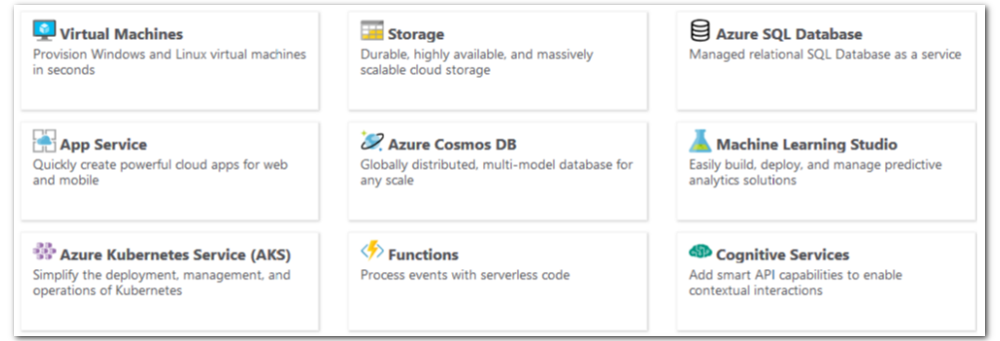 Virtual Machines
Provision Windows and Linux virtual machines
in seconds
Storage
Durable, highly available, and massively
scalable cloud storage
Azure SQL Database
Managed relational SQL Database as a service
App Service
Quickly create powerful cloud apps for web
and mobile
Azure Cosmos DB
Globally distributed, multi-model database for
any scale
Machine Learning Studio
Easily build, deploy, and manage predictive
analytics solutions
Azure Kubernetes Service (AKS)
Simplify the deployment, management, and
operations of Kubernetes
Functions
Process events with serverless code
Cognitive Services
Add smart API capabilities to enable
contextual interactions